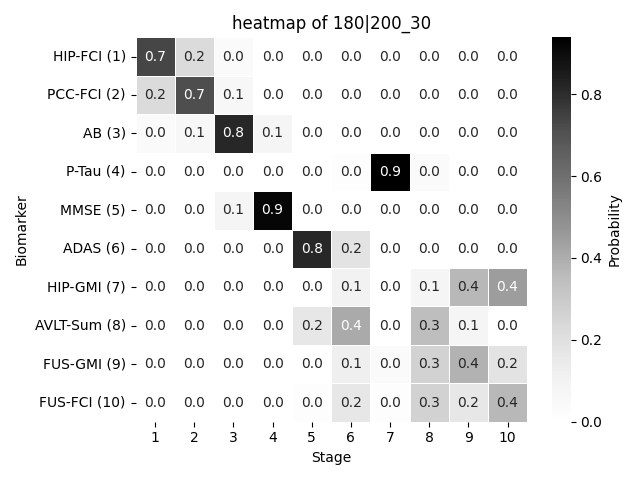 heatmap of 180|200_30
Biomarker
HIP-FCI (1) 0.7 0.2 0.0 0.0 0.0 0.0 0.0 0.0 0.0 0.0
PCC-FCI (2) 0.2 0.7 0.1 0.0 0.0 0.0 0.0 0.0 0.0 0.0
AB (3) 0.0 0.1 0.8 0.1 0.0 0.0 0.0 0.0 0.0 0.0
P-Tau (4) 0.0 0.0 0.0 0.0 0.0 0.0 0.9 0.0 0.0 0.0
MMSE (5) 0.0 0.0 0.1 0.9 0.0 0.0 0.0 0.0 0.0 0.0
ADAS (6) 0.0 0.0 0.0 0.0 0.8 0.2 0.0 0.0 0.0 0.0
HIP-GMI (7) 0.0 0.0 0.0 0.0 0.0 0.1 0.0 0.1 0.4 0.4
AVLT-Sum (8) 0.0 0.0 0.0 0.0 0.2 0.4 0.0 0.3 0.1 0.0
FUS-GMI (9) 0.0 0.0 0.0 0.0 0.0 0.1 0.0 0.3 0.4 0.2
FUS-FCI (10) 0.0 0.0 0.0 0.0 0.0 0.2 0.0 0.3 0.2 0.4
1 2 3 4 5 6 7 8 9 10
Stage
0.8
0.6
0.4
0.2
0.0
Probability